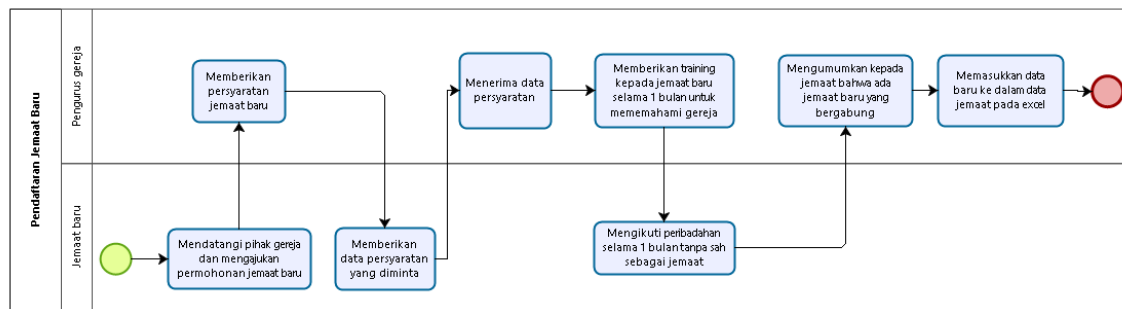 Pendaftaran Jemaat Baru
Pengurus gereja
Memberikan
persyaratan
jemaat baru
Menerima data
persyaratan
Memberikan training
kepada jemaat baru
selama 1 bulan untuk
mememahami gereja
Mengumumkan kepada
jemaat bahwa ada
jemaat baru yang
bergabung
Memasukkan data
baru ke dalam data
jemaat pada excel
Jemaat baru
Mendatangi pihak gereja
dan mengajukan
permohonan jemaat baru
Memberikan
data persyaratan
yang diminta
Mengikuti peribadahan
selama 1 bulan tanpa sah
sebagai jemaat